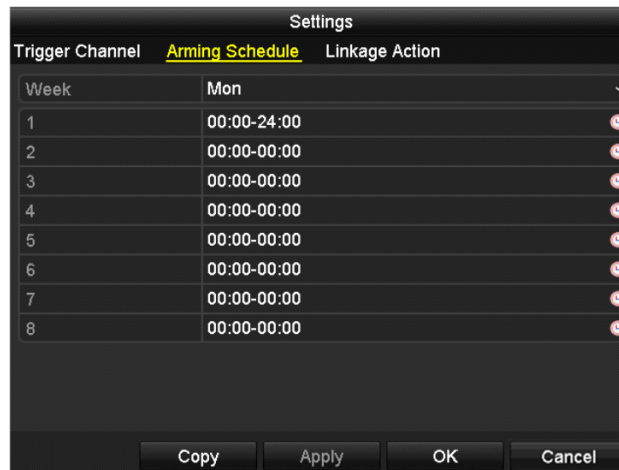 Settings
Trigger Channel Arming Schedule Linkage Action
Week Mon
1 00:00-24:00
2 00:00-00:00
3 00:00-00:00
4 00:00-00:00
5 00:00-00:00
6 00:00-00:00
7 00:00-00:00
8 00:00-00:00
Copy Apply OK Cancel